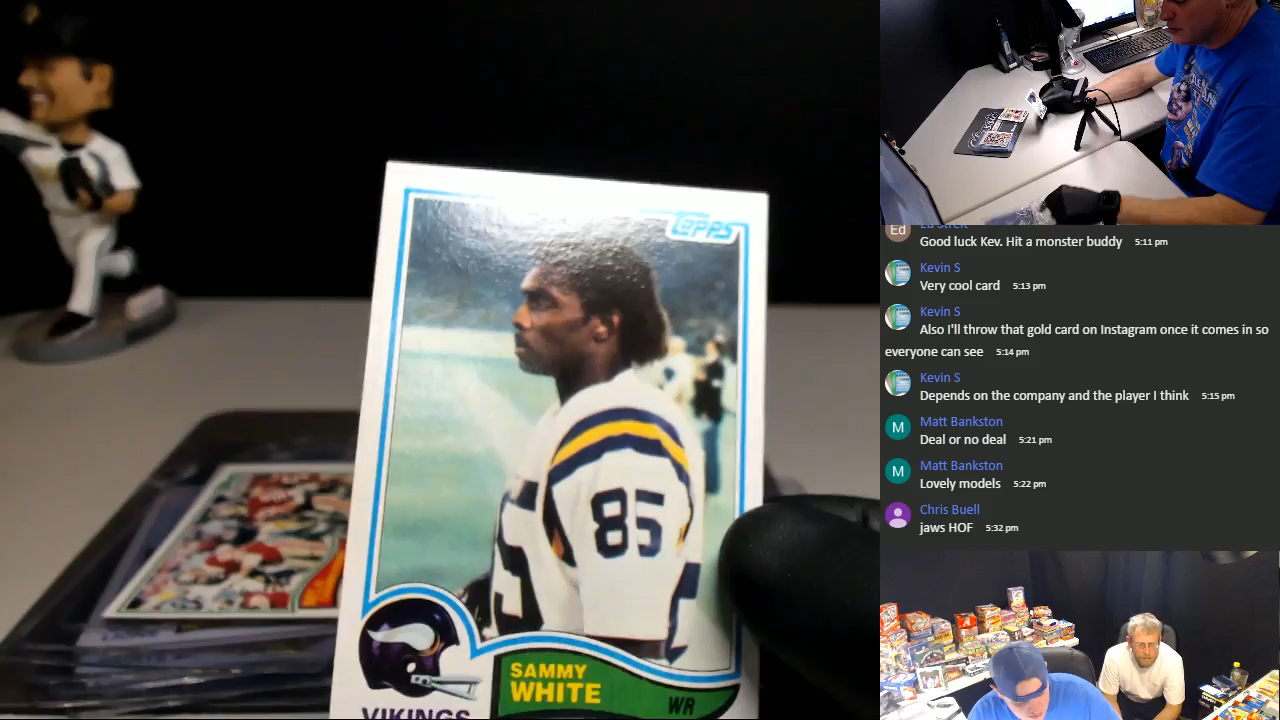 Topps
85
5
SAMMY
WHITE
WR
VIKINGS
Ed
Ed Streit
Good luck Kev. Hit a monster buddy 5:11 pm
Kevin S
Very cool card 5:13 pm
Kevin S
Also I'll throw that gold card on Instagram once it comes in so
everyone can see 5:14 pm
Kevin S
Depends on the company and the player I think 5:15 pm
M
Matt Bankston
Deal or no deal 5:21 pm
M
Matt Bankston
Lovely models 5:22 pm
Chris Buell
jaws HOF 5:32 pm